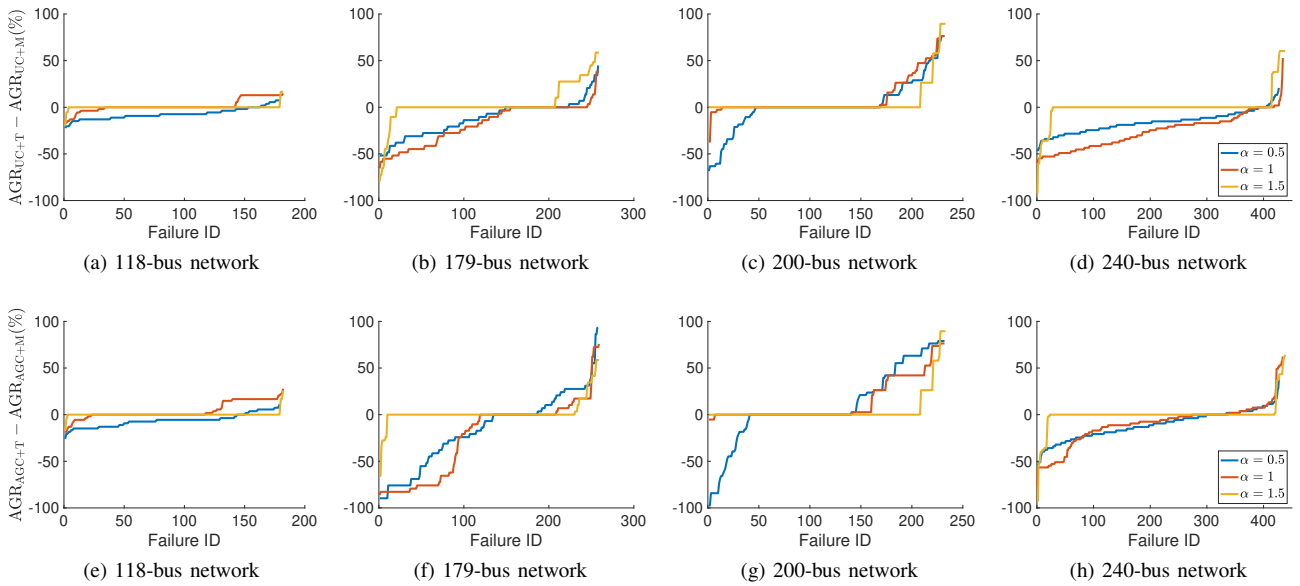 AGR_UC+T − AGR_UC+M(%)
100
50
0
-50
-100
0 50 100 150 200
Failure ID
(a) 118-bus network
100
50
0
-50
-100
0 100 200 300
Failure ID
(b) 179-bus network
100
50
0
-50
-100
0 50 100 150 200 250
Failure ID
(c) 200-bus network
100
50
0
-50
-100
0 100 200 300 400
α = 0.5
α = 1
α = 1.5
Failure ID
(d) 240-bus network
AGR_AGC+T − AGR_AGC+M(%)
100
50
0
-50
-100
0 50 100 150 200
Failure ID
(e) 118-bus network
100
50
0
-50
-100
0 100 200 300
Failure ID
(f) 179-bus network
100
50
0
-50
-100
0 50 100 150 200 250
Failure ID
(g) 200-bus network
100
50
0
-50
-100
0 100 200 300 400
α = 0.5
α = 1
α = 1.5
Failure ID
(h) 240-bus network